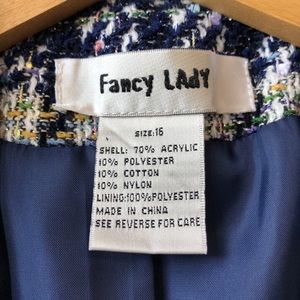 Fancy LAdY
SIZE:16
SHELL: 70% ACRYLIC
10% POLYESTER
10% COTTON
10% NYLON
LINING:100%POLYESTER
MADE IN CHINA
SEE REVERSE FOR CARE